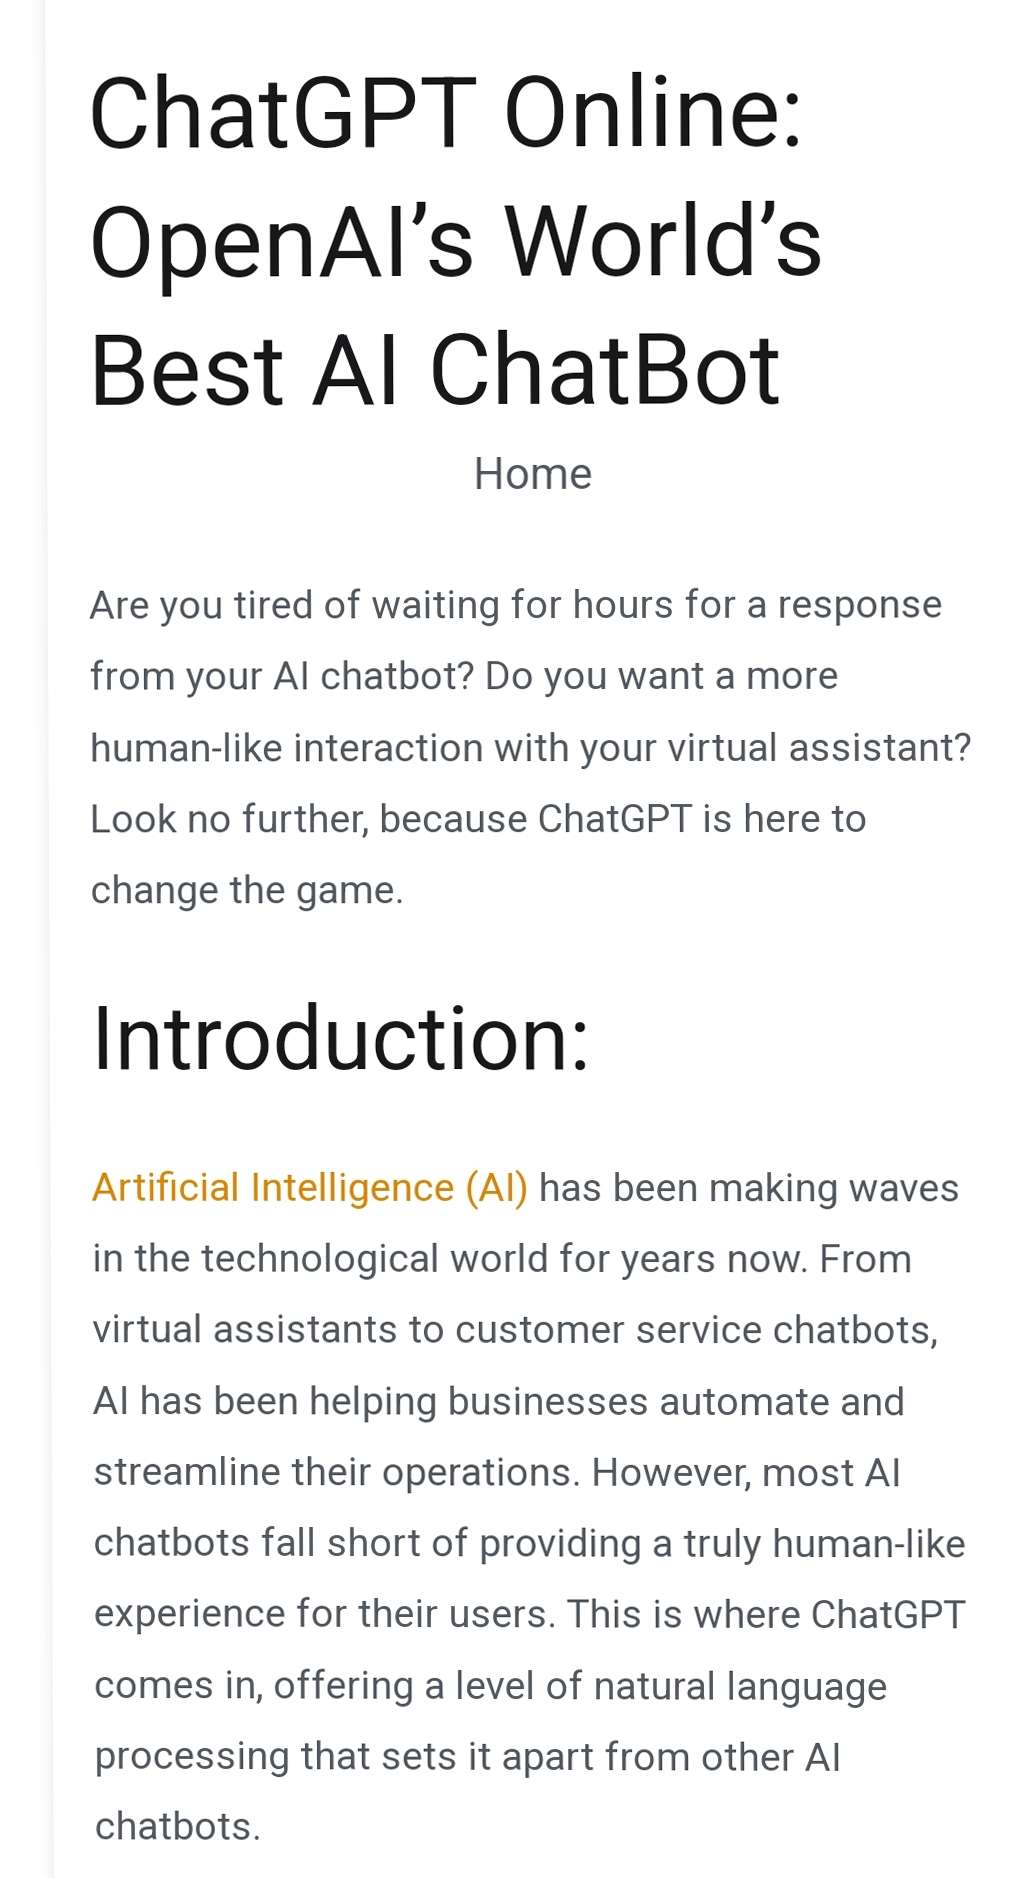 ChatGPT Online:
OpenAI’s World’s
Best AI ChatBot
Home
Are you tired of waiting for hours for a response
from your AI chatbot? Do you want a more
human-like interaction with your virtual assistant?
Look no further, because ChatGPT is here to
change the game.
Introduction:
Artificial Intelligence (AI) has been making waves
in the technological world for years now. From
virtual assistants to customer service chatbots,
AI has been helping businesses automate and
streamline their operations. However, most AI
chatbots fall short of providing a truly human-like
experience for their users. This is where ChatGPT
comes in, offering a level of natural language
processing that sets it apart from other AI
chatbots.